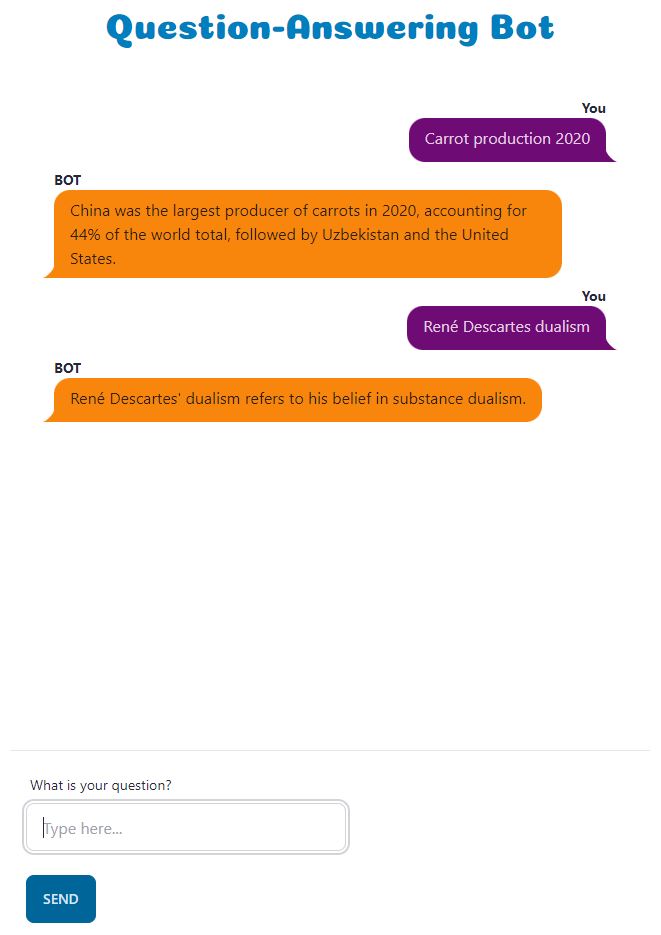 Question-Answering Bot
You
Carrot production 2020
BOT
China was the largest producer of carrots in 2020, accounting for
44% of the world total, followed by Uzbekistan and the United
States.
You
René Descartes dualism
BOT
René Descartes' dualism refers to his belief in substance dualism.
What is your question?
Type here...
SEND